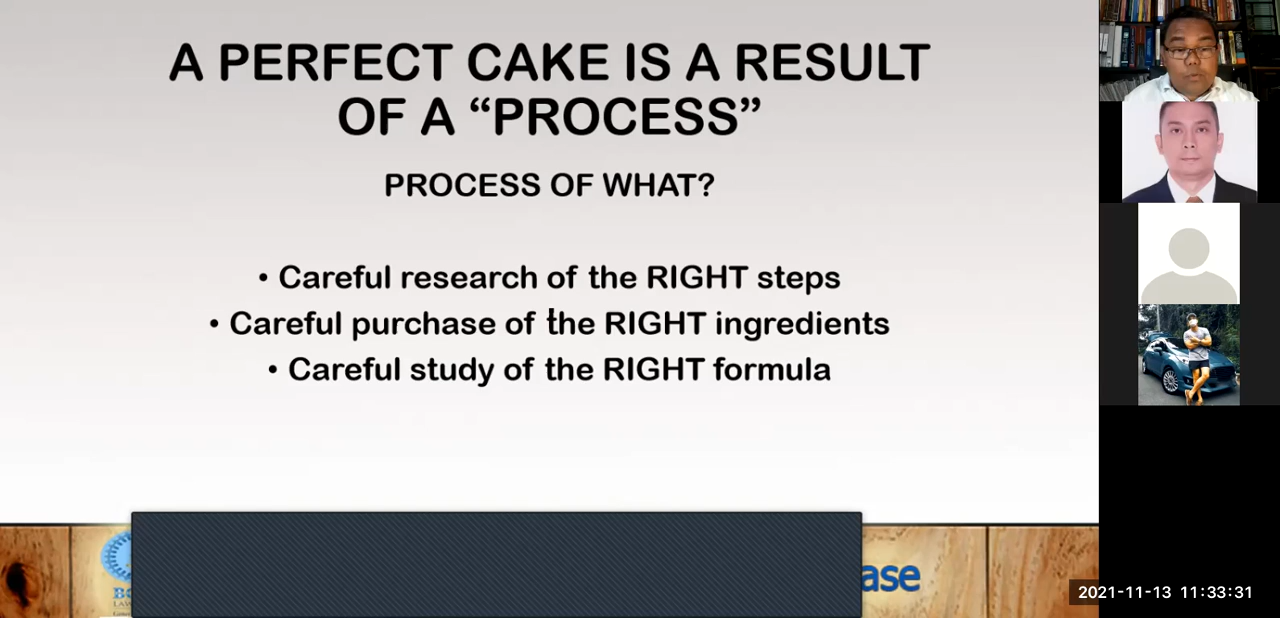 A PERFECT CAKE IS A RESULT
OF A “PROCESS”
PROCESS OF WHAT?
• Careful research of the RIGHT steps
• Careful purchase of the RIGHT ingredients
• Careful study of the RIGHT formula
ase
2021-11-13 11:33:31